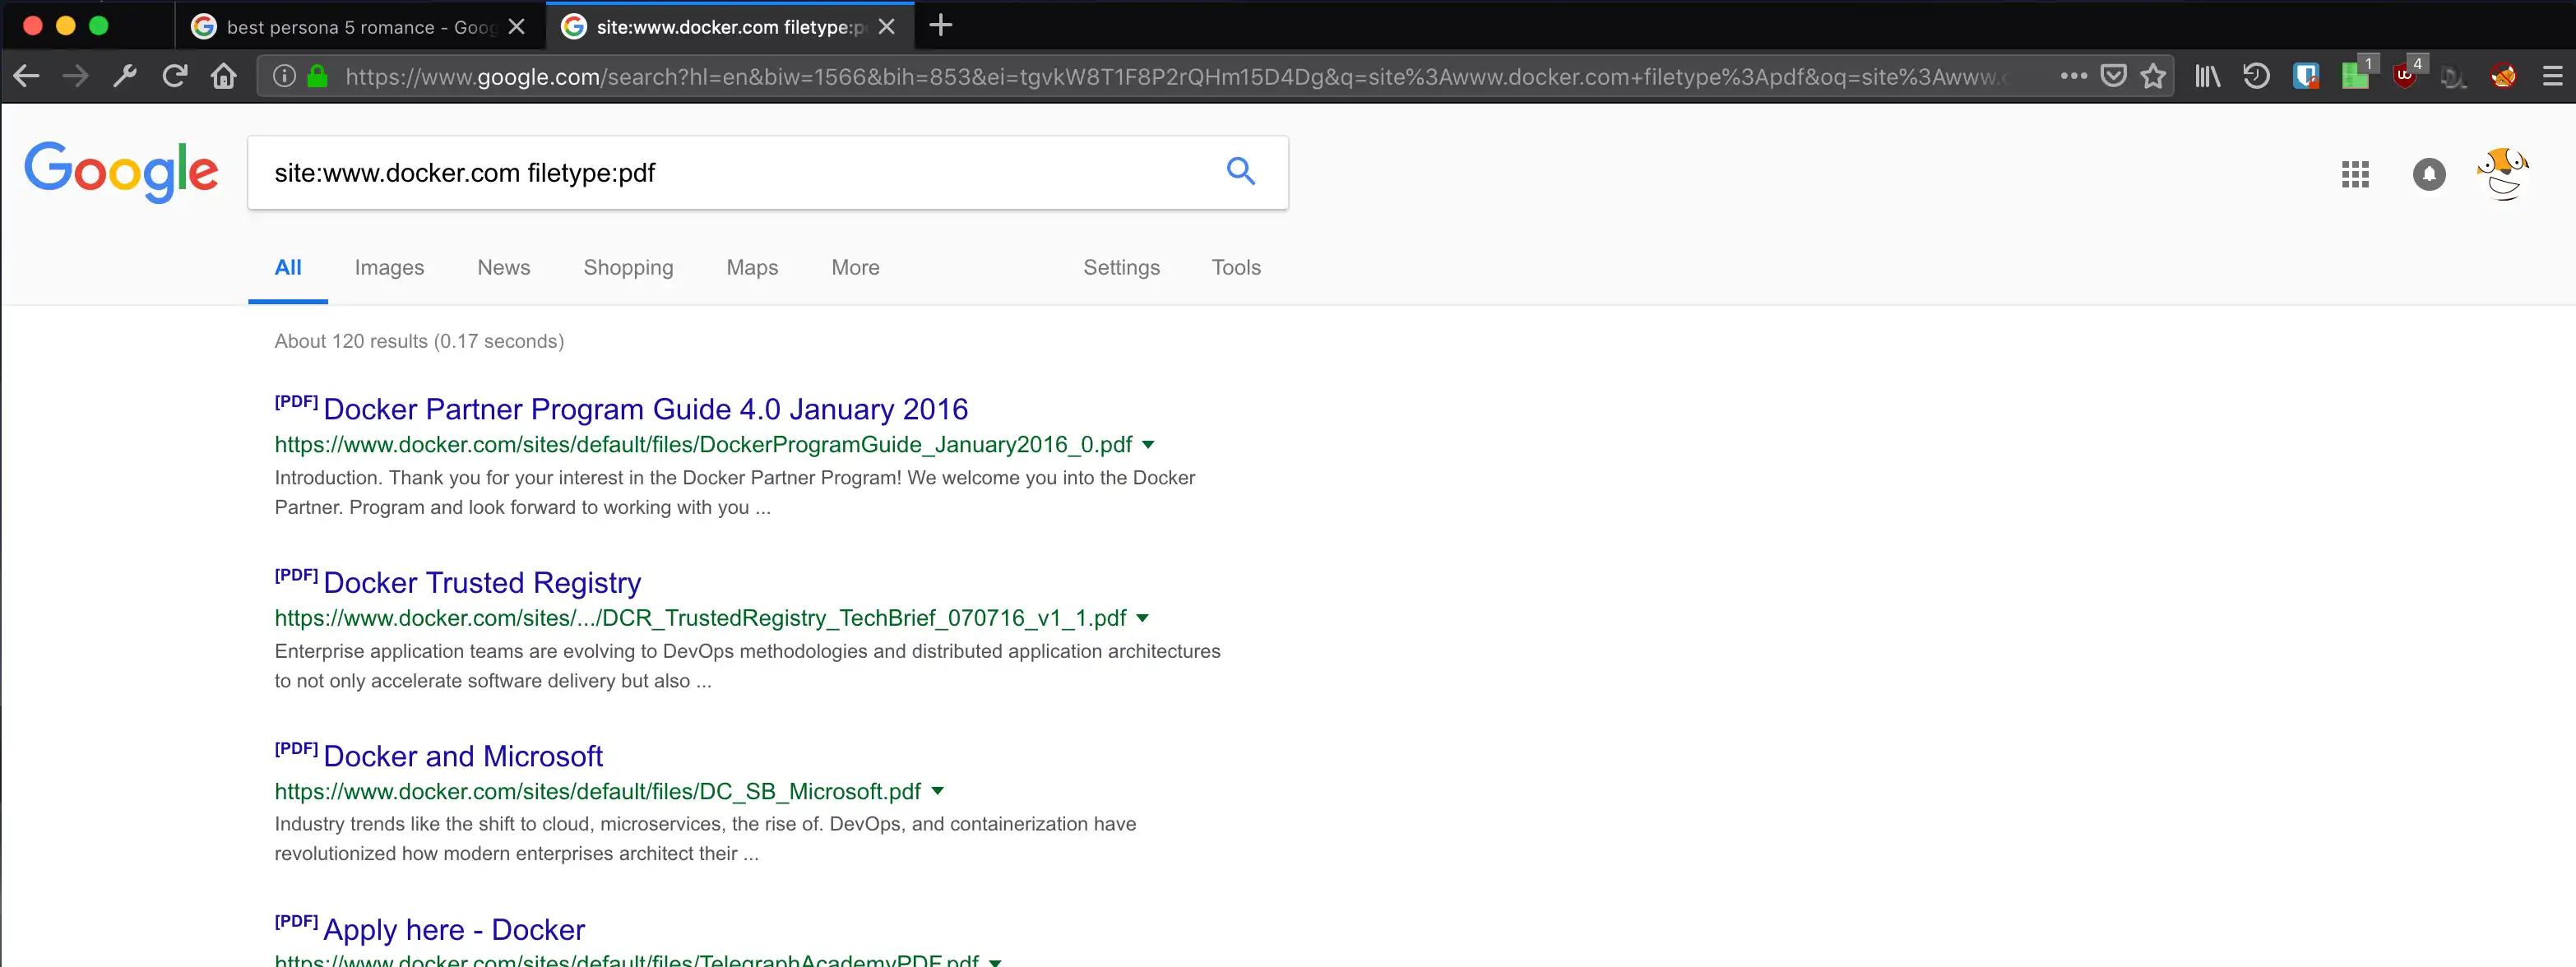 best persona 5 romance - Goog
site:www.docker.com filetype:p
https://www.google.com/search?hl=en&biw=1566&bih=853&ei=tgvkW8T1F8P2rQHm15D4Dg&q=site%3Awww.docker.com+filetype%3Apdf&oq=site%3Awww.c
1
4
Google
site:www.docker.com filetype:pdf
All Images News Shopping Maps More Settings Tools
About 120 results (0.17 seconds)
[PDF] Docker Partner Program Guide 4.0 January 2016
https://www.docker.com/sites/default/files/DockerProgramGuide_January2016_0.pdf
Introduction. Thank you for your interest in the Docker Partner Program! We welcome you into the Docker
Partner. Program and look forward to working with you ...
[PDF] Docker Trusted Registry
https://www.docker.com/sites/.../DCR_TrustedRegistry_TechBrief_070716_v1_1.pdf
Enterprise application teams are evolving to DevOps methodologies and distributed application architectures
to not only accelerate software delivery but also ...
[PDF] Docker and Microsoft
https://www.docker.com/sites/default/files/DC_SB_Microsoft.pdf
Industry trends like the shift to cloud, microservices, the rise of. DevOps, and containerization have
revolutionized how modern enterprises architect their ...
[PDF] Apply here - Docker
https://www.docker.com/sites/default/files/TelegraphAcademyPDF.pdf